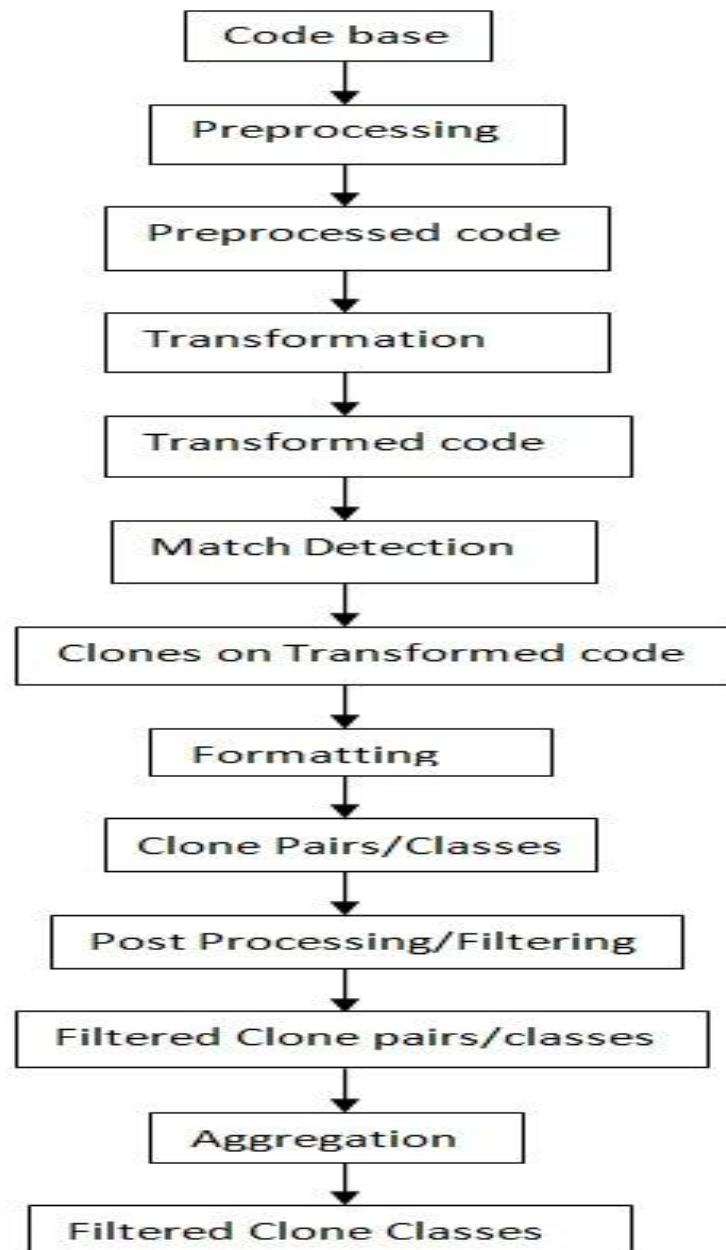 Code base
Preprocessing
Preprocessed code
Transformation
Transformed code
Match Detection
Clones on Transformed code
Formatting
Clone Pairs/Classes
Post Processing/Filtering
Filtered Clone pairs/classes
Aggregation
Filtered Clone Classes